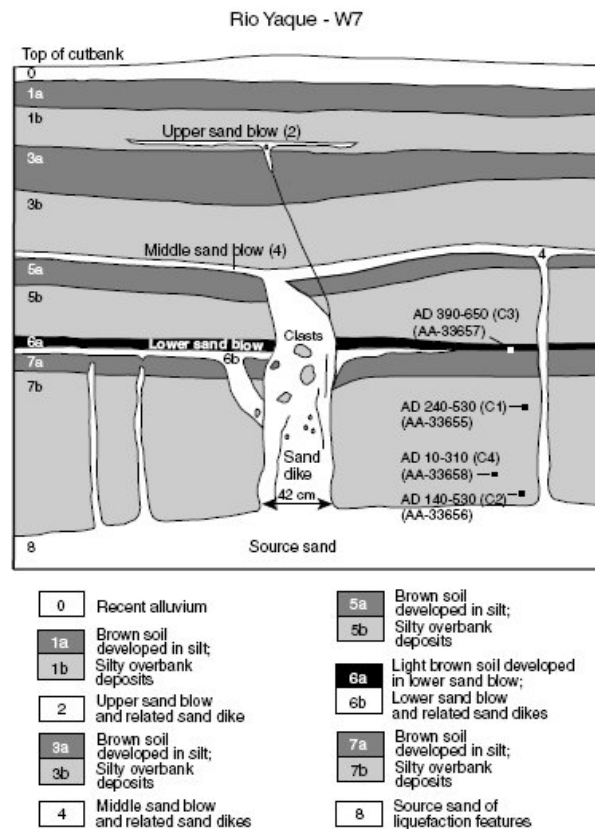 Rio Yaque - W7
Top of cutbank
0
1a
1b
Upper sand blow (2)
3a
3b
Middle sand blow (4)
4
5a
5b
AD 390-650 (C3)
(AA-33657)
Clasts
6a
Lower sand blow
6b
7a
7b
AD 240-530 (C1)
(AA-33655)
AD 10-310 (C4)
(AA-33658)
Sand
dike
AD 140-530 (C2)
(AA-33656)
42 cm
8
Source sand
0 Recent alluvium
1a Brown soil
developed in silt;
1b Silty overbank
deposits
2 Upper sand blow
and related sand dike
3a Brown soil
developed in silt;
3b Silty overbank
deposits
4 Middle sand blow
and related sand dikes
5a Brown soil
developed in silt;
5b Silty overbank
deposits
6a Light brown soil developed
in lower sand blow;
6b Lower sand blow
and related sand dikes
7a Brown soil
developed in silt;
7b Silty overbank
deposits
8 Source sand of
liquefaction features